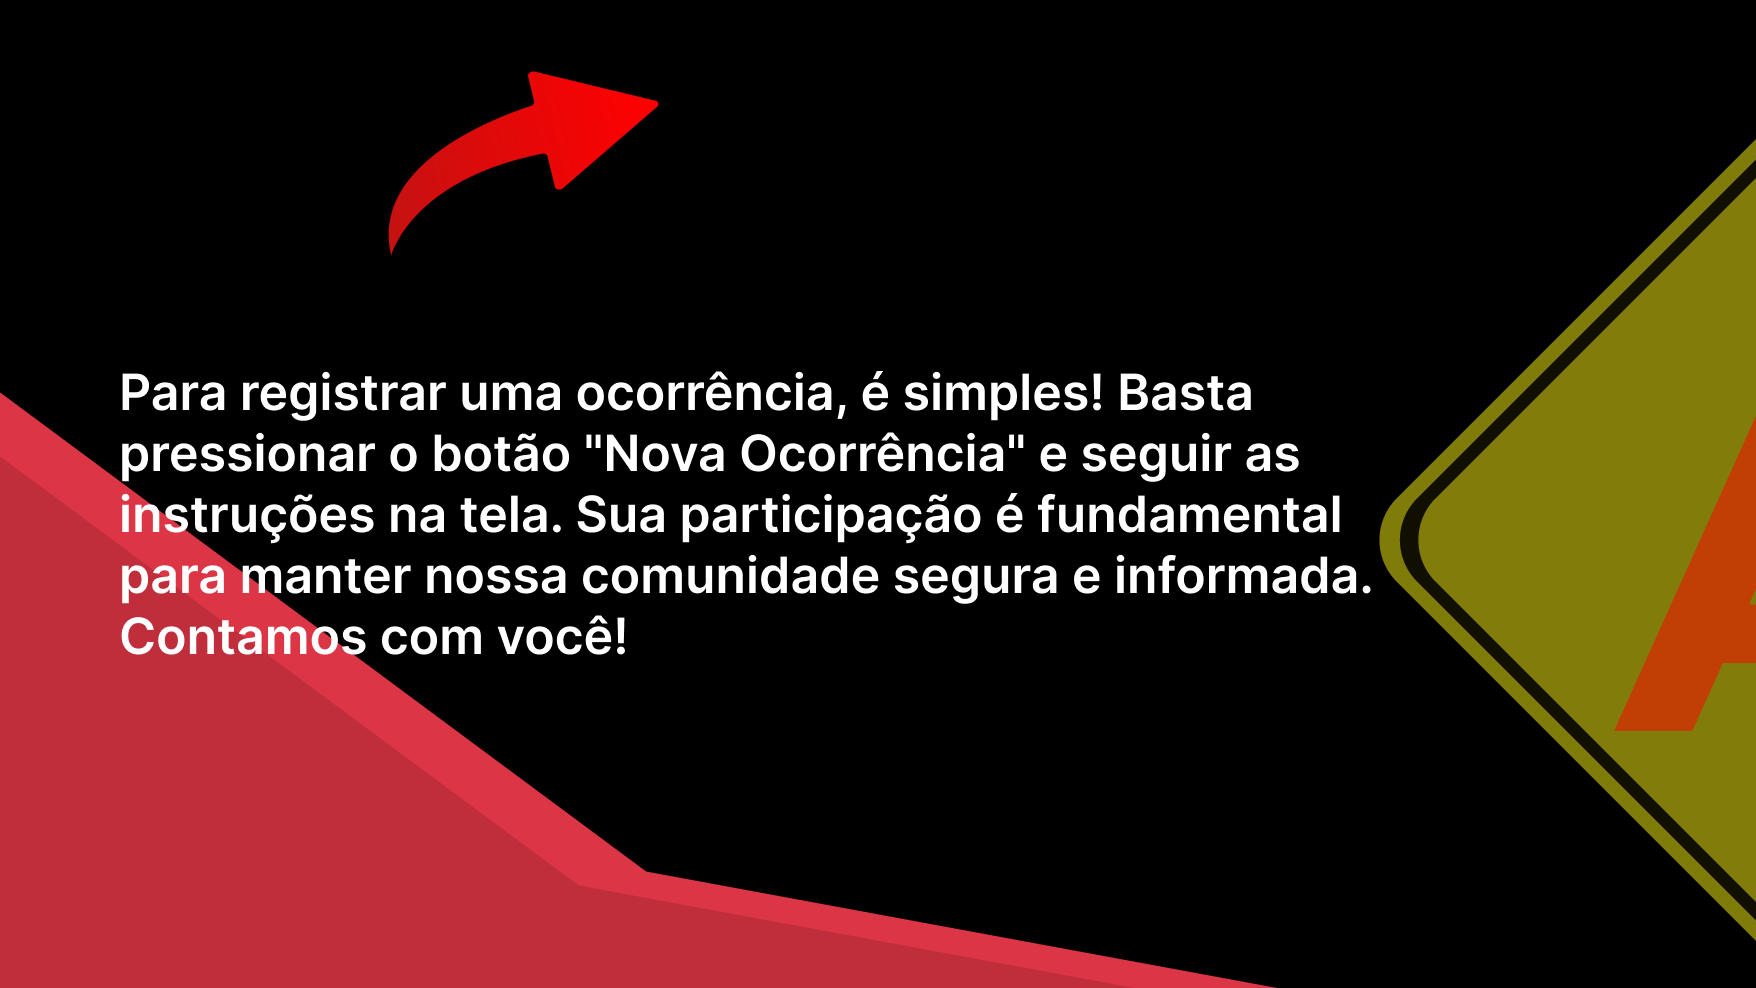 Para registrar uma ocorrência, é simples! Basta
pressionar o botão "Nova Ocorrência" e seguir as
instruções na tela. Sua participação é fundamental
para manter nossa comunidade segura e informada.
Contamos com você!